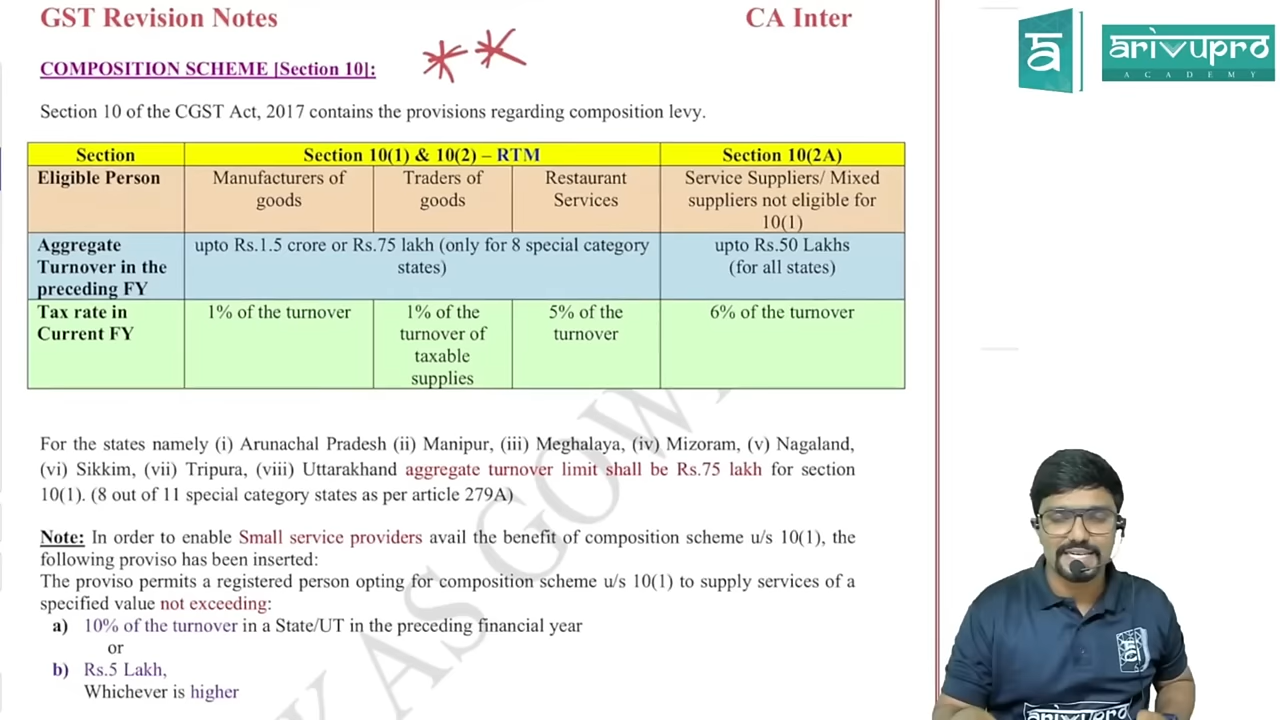 GST Revision Notes
CA Inter
COMPOSITION SCHEME [Section 10]:
Section 10 of the CGST Act, 2017 contains the provisions regarding composition levy.
Section
Section 10(1) & 10(2) – RTM
Section 10(2A)
Eligible Person
Manufacturers of
goods
Traders of
goods
Restaurant
Services
Service Suppliers/ Mixed
suppliers not eligible for
10(1)
Aggregate
Turnover in the
preceding FY
upto Rs.1.5 crore or Rs.75 lakh (only for 8 special category
states)
upto Rs.50 Lakhs
(for all states)
Tax rate in
Current FY
1% of the turnover
1% of the
turnover of
taxable
supplies
5% of the
turnover
6% of the turnover
For the states namely (i) Arunachal Pradesh (ii) Manipur, (iii) Meghalaya, (iv) Mizoram, (v) Nagaland,
(vi) Sikkim, (vii) Tripura, (viii) Uttarakhand aggregate turnover limit shall be Rs.75 lakh for section
10(1). (8 out of 11 special category states as per article 279A)
Note: In order to enable Small service providers avail the benefit of composition scheme u/s 10(1), the
following proviso has been inserted:
The proviso permits a registered person opting for composition scheme u/s 10(1) to supply services of a
specified value not exceeding:
a) 10% of the turnover in a State/UT in the preceding financial year
or
b) Rs.5 Lakh,
Whichever is higher
arivupro
ACADEMY
arivupro